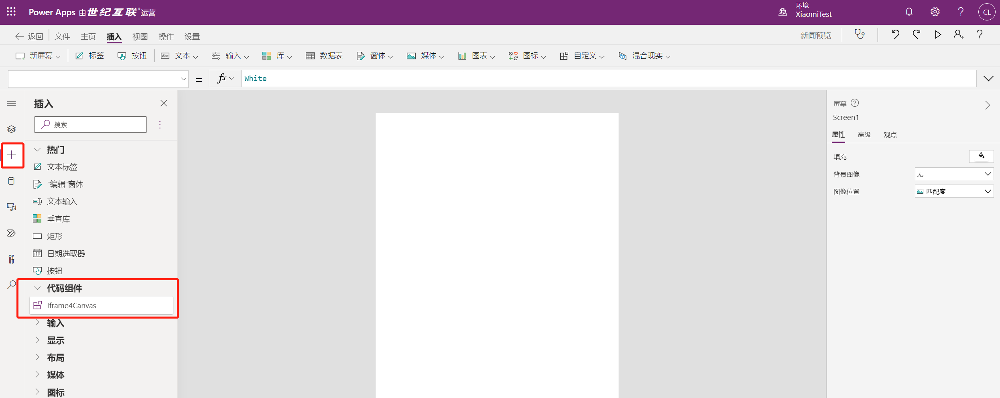 Power Apps 由世纪互联®运营
环境
XiaomiTest
CL
返回 文件 主页 插入 视图 操作 设置 新闻预览
新屏幕 标签 按钮 Abc 文本 输入 库 数据表 窗体 媒体 图表 图标 自定义 混合现实
= fx White
插入
搜索
热门
文本标签
“编辑”窗体
文本输入
垂直库
矩形
日期选取器
按钮
代码组件
Iframe4Canvas
输入
显示
布局
媒体
图标
屏幕
Screen1
属性 高级 观点
填充
背景图像 无
图像位置 匹配度